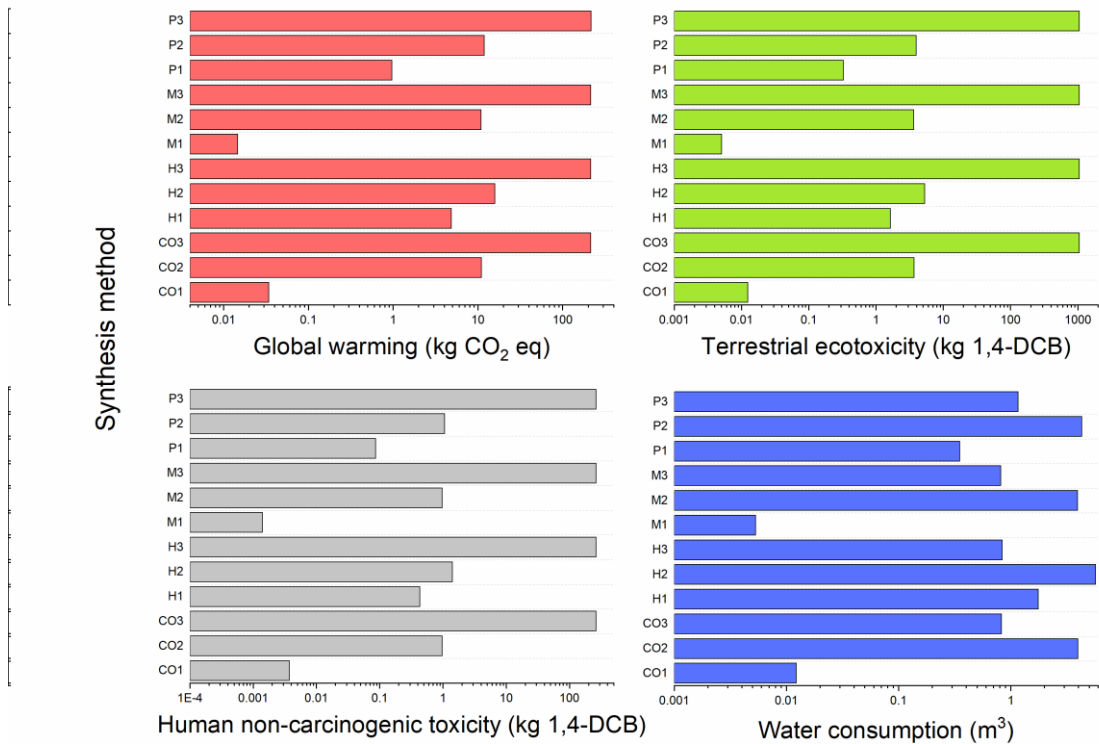 Synthesis method
P3
P2
P1
M3
M2
M1
H3
H2
H1
CO3
CO2
CO1
0.01 0.1 1 10 100
Global warming (kg CO₂ eq)
P3
P2
P1
M3
M2
M1
H3
H2
H1
CO3
CO2
CO1
0.001 0.01 0.1 1 10 100 1000
Terrestrial ecotoxicity (kg 1,4-DCB)
P3
P2
P1
M3
M2
M1
H3
H2
H1
CO3
CO2
CO1
1E-4 0.001 0.01 0.1 1 10 100
Human non-carcinogenic toxicity (kg 1,4-DCB)
P3
P2
P1
M3
M2
M1
H3
H2
H1
CO3
CO2
CO1
0.001 0.01 0.1 1
Water consumption (m³)